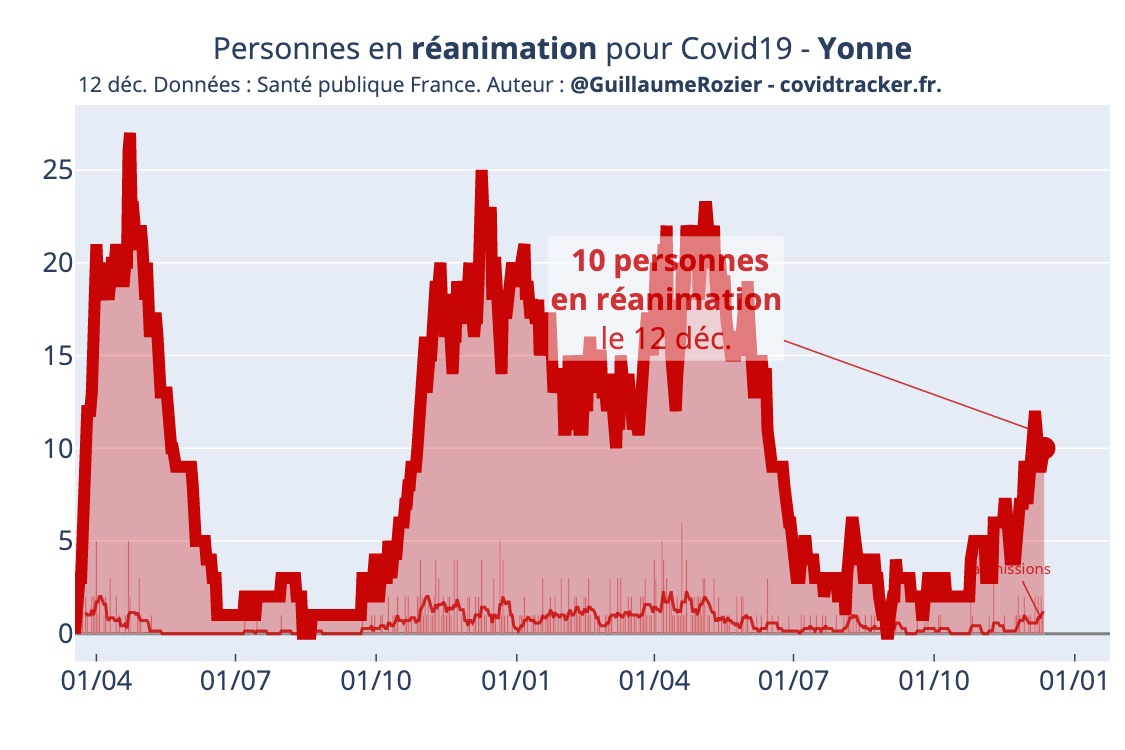 Personnes en réanimation pour Covid19 - Yonne
12 déc. Données : Santé publique France. Auteur : @GuillaumeRozier - covidtracker.fr.
25
20
15
10
5
0
10 personnes
en réanimation
le 12 déc.
01/04
01/07
01/10
01/01
01/04
01/07
01/10
01/01